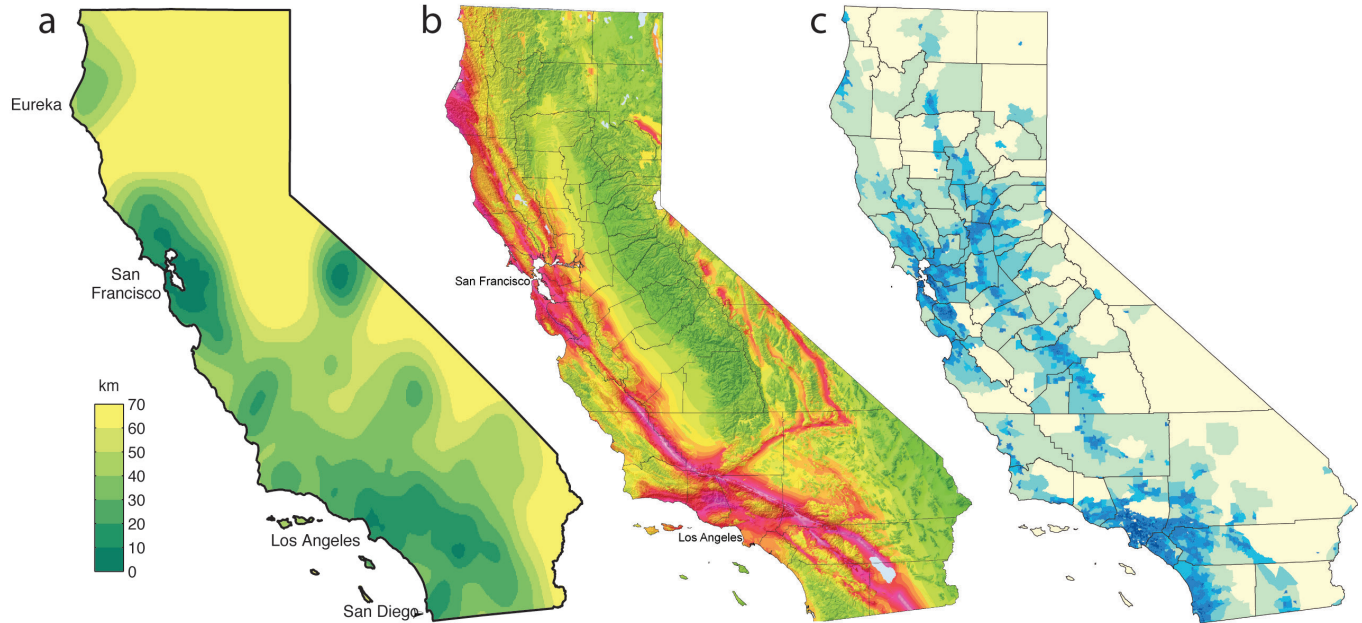 a
b
c
Eureka
San
Francisco
San Francisco
km
70
60
50
40
30
20
10
0
Los Angeles
Los Angeles
San Diego